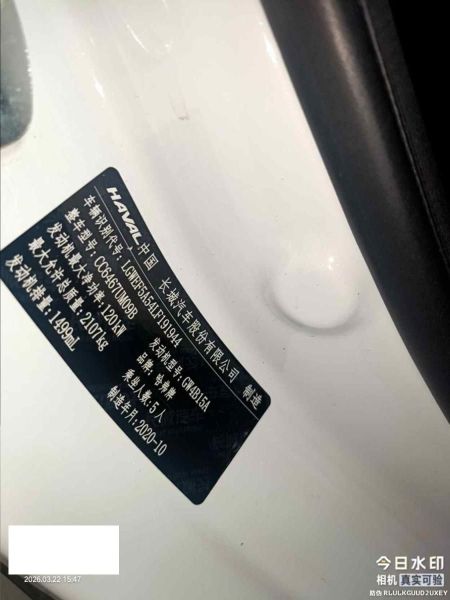 HAVAL 中国 长城汽车股份有限公司 制造
车辆识别代号:LGWEF5A54LF191944
整车型号:CC6467UM09B 发动机型号:GW4B15A
发动机最大净功率:120kW 品牌:哈弗牌
最大允许总质量:2107kg 乘坐人数:5人
发动机排量:1499mL 制造年月:2020-10
2026.03.22 15:47
今日水印
相机 真实可验
防伪 RLULKGUUD2UXEY